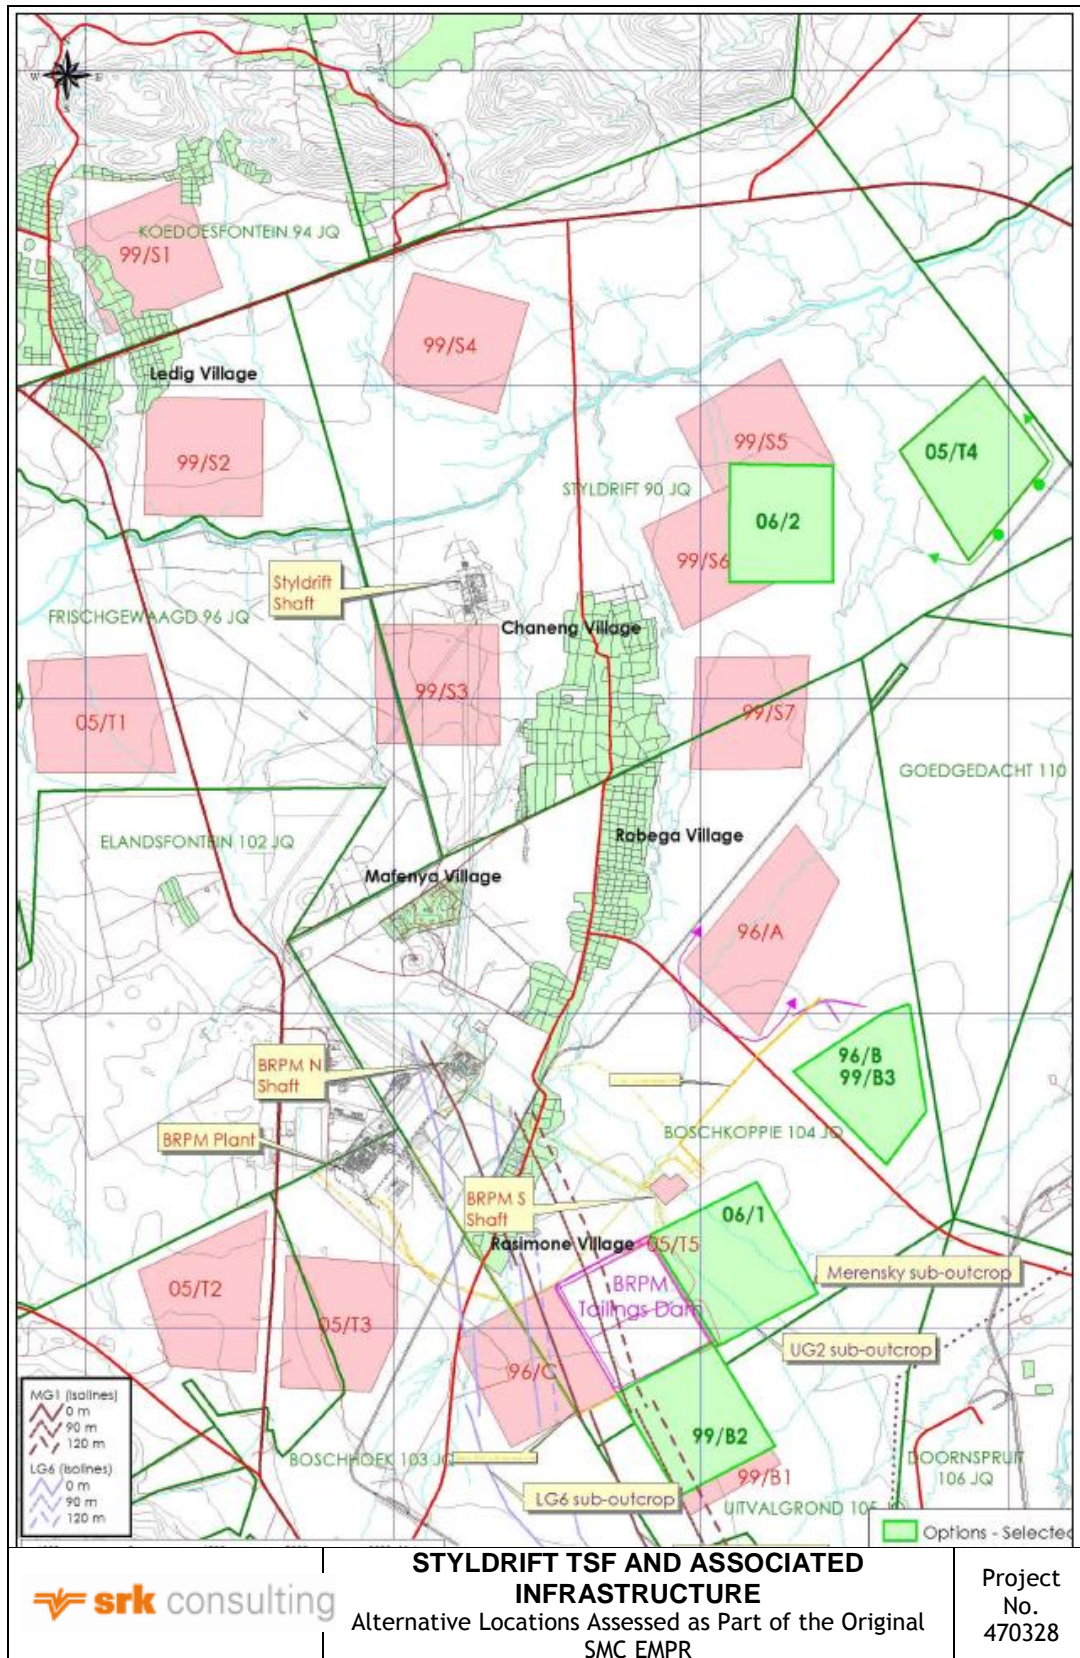 W
E
S
KOEDOESFONTEIN 94 JQ
99/S1
99/S4
Ledig Village
99/S2
99/S5
05/T4
STYLDRIFT 90 JQ
06/2
99/S6
Styldrift
Shaft
FRISCHGEWAAGD 96 JQ
Chaneng Village
99/S3
05/T1
99/S7
GOEDGEDACHT 110
ELANDSFONTEIN 102 JQ
Robega Village
Mafenya Village
96/A
BRPM N
Shaft
96/B
99/B3
BRPM Plant
BOSCHKOPPIE 104 JQ
BRPM S
Shaft
06/1
Rasimone Village
05/T5
Merensky sub-outcrop
05/T2
BRPM
Tailings Dam
05/T3
UG2 sub-outcrop
96/C
MG1 (Isolines)
0 m
90 m
120 m
LG6 (Isolines)
0 m
90 m
120 m
99/B2
BOSCHHOEK 103 JQ
99/B1
DOORNSPRUIT
106 JQ
LG6 sub-outcrop
UITVALGROND 105 JQ
Options - Selected
srk consulting
STYLDRIFT TSF AND ASSOCIATED
INFRASTRUCTURE
Alternative Locations Assessed as Part of the Original
SMC EMPR
Project
No.
470328